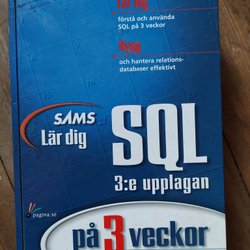 Lär dig
förstå och använda
SQL på 3 veckor
Bygg
och hantera relations-
databaser effektivt
SAMS
Lär dig
SQL
3:e upplagan
pagina.se
på 3 veckor